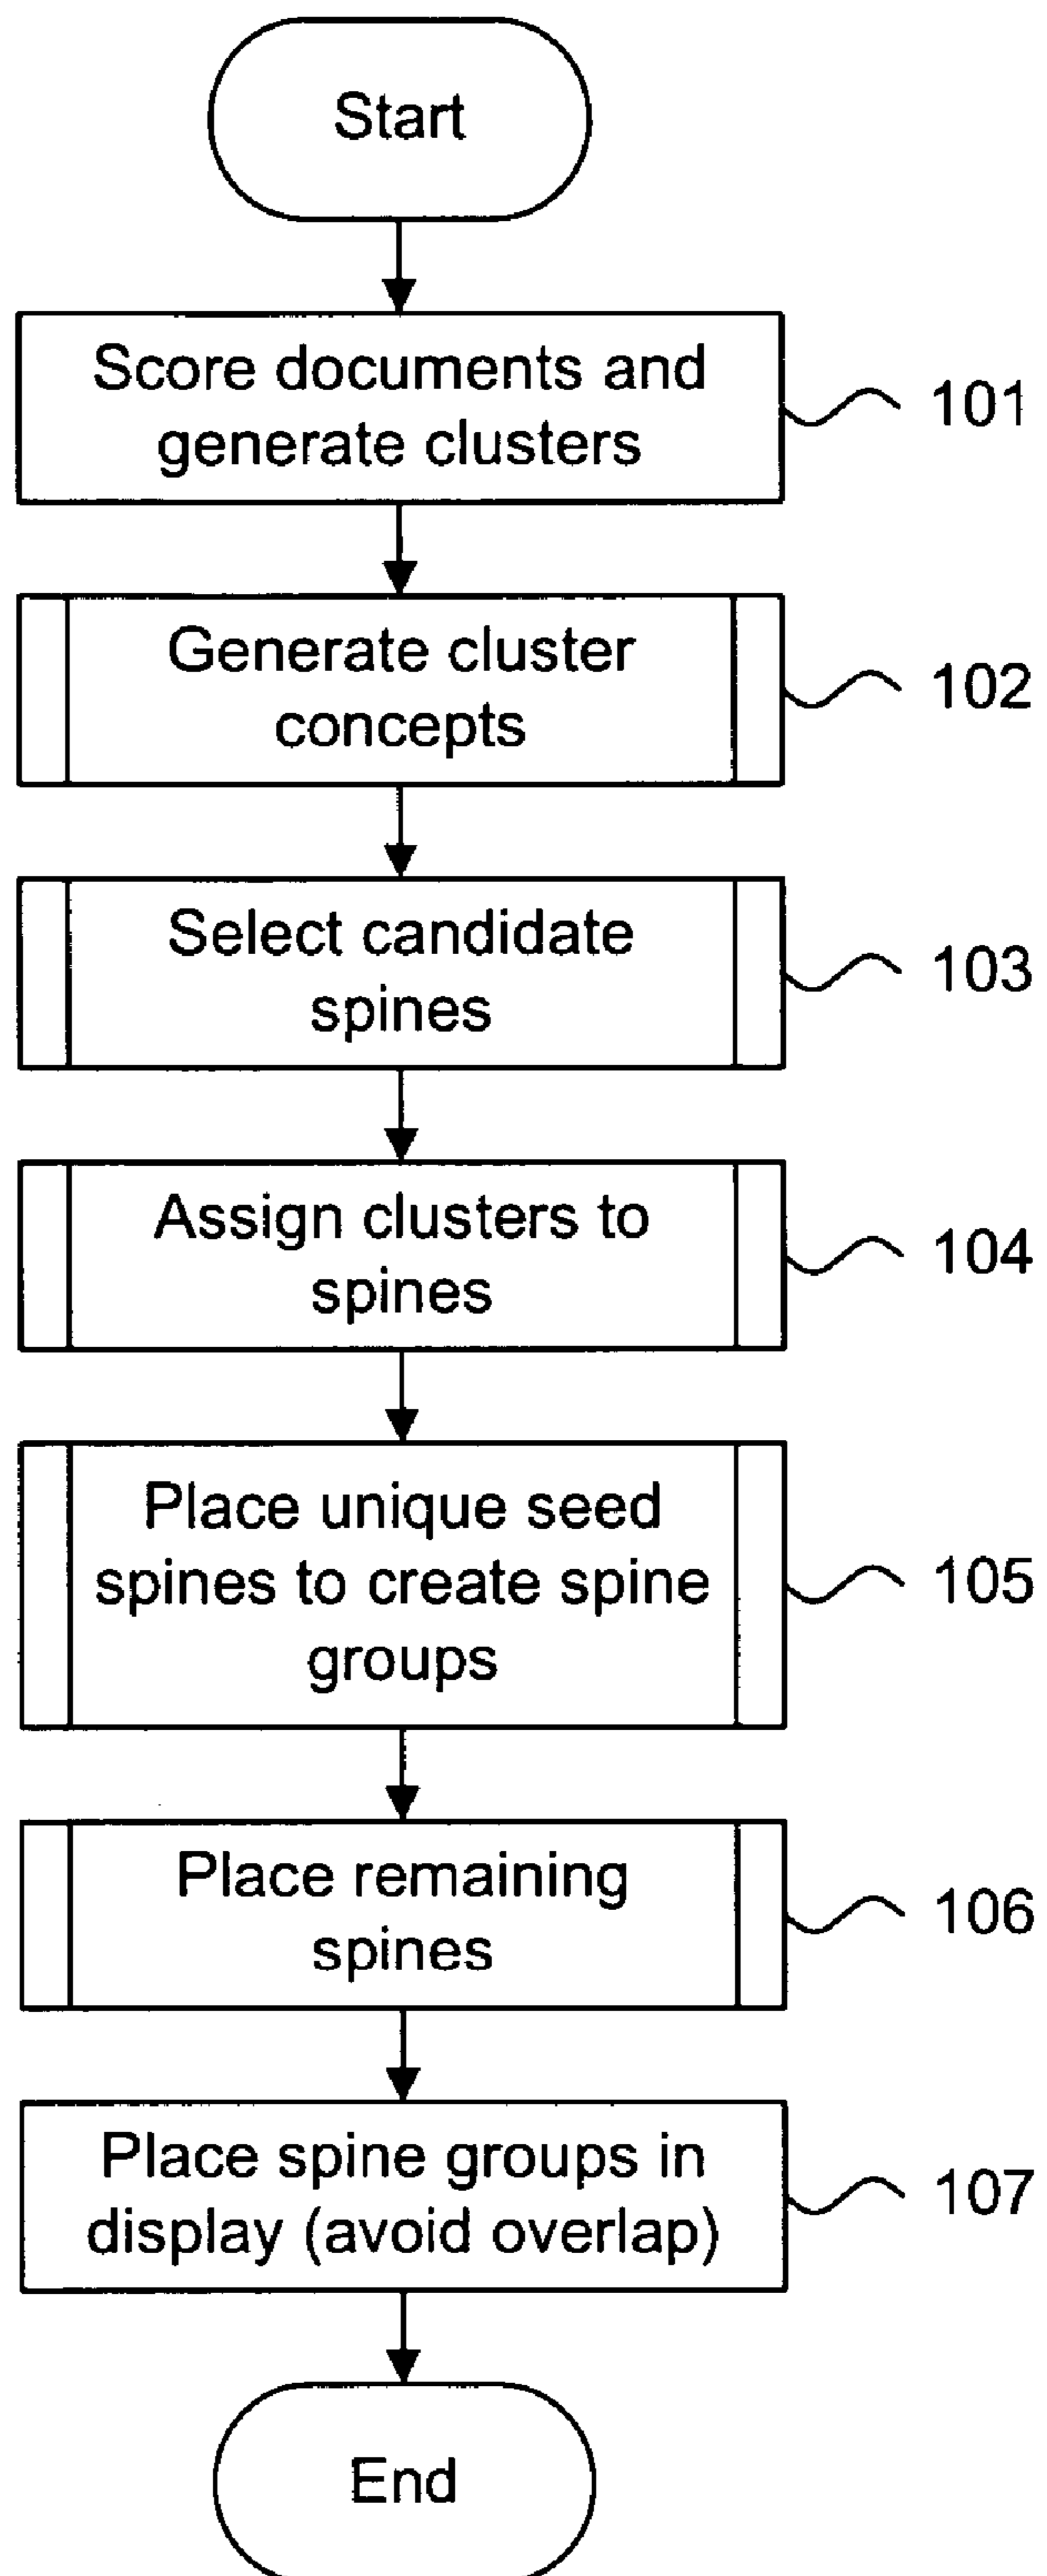 Start
Score documents and
generate clusters
101
Generate cluster
concepts
102
Select candidate
spines
103
Assign clusters to
spines
104
Place unique seed
spines to create spine
groups
105
Place remaining
spines
106
Place spine groups in
display (avoid overlap)
107
End